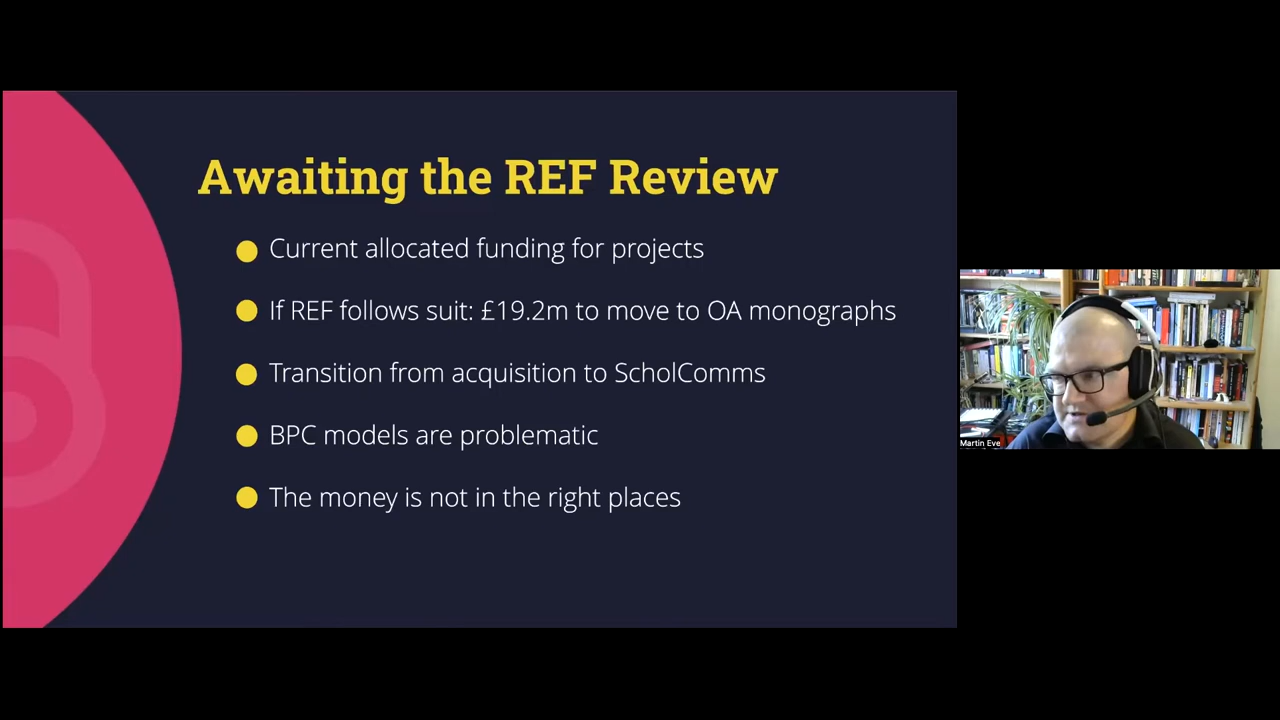 Awaiting the REF Review
Current allocated funding for projects
If REF follows suit: £19.2m to move to OA monographs
Transition from acquisition to ScholComms
BPC models are problematic
The money is not in the right places
Martin Eve